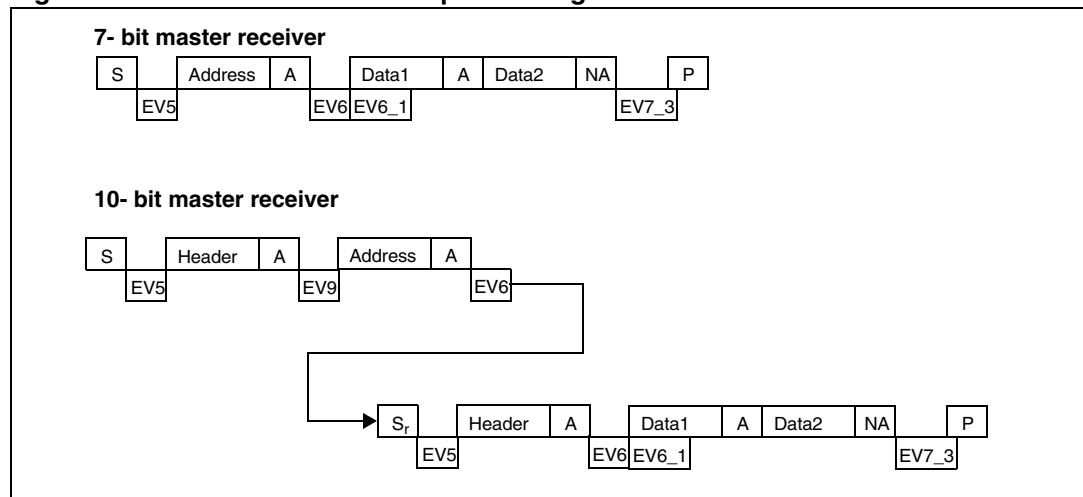 7- bit master receiver
S Address A Data1 A Data2 NA P
EV5 EV6 EV6_1 EV7_3
10- bit master receiver
S Header A Address A
EV5 EV9 EV6
Sr Header A Data1 A Data2 NA P
EV5 EV6 EV6_1 EV7_3